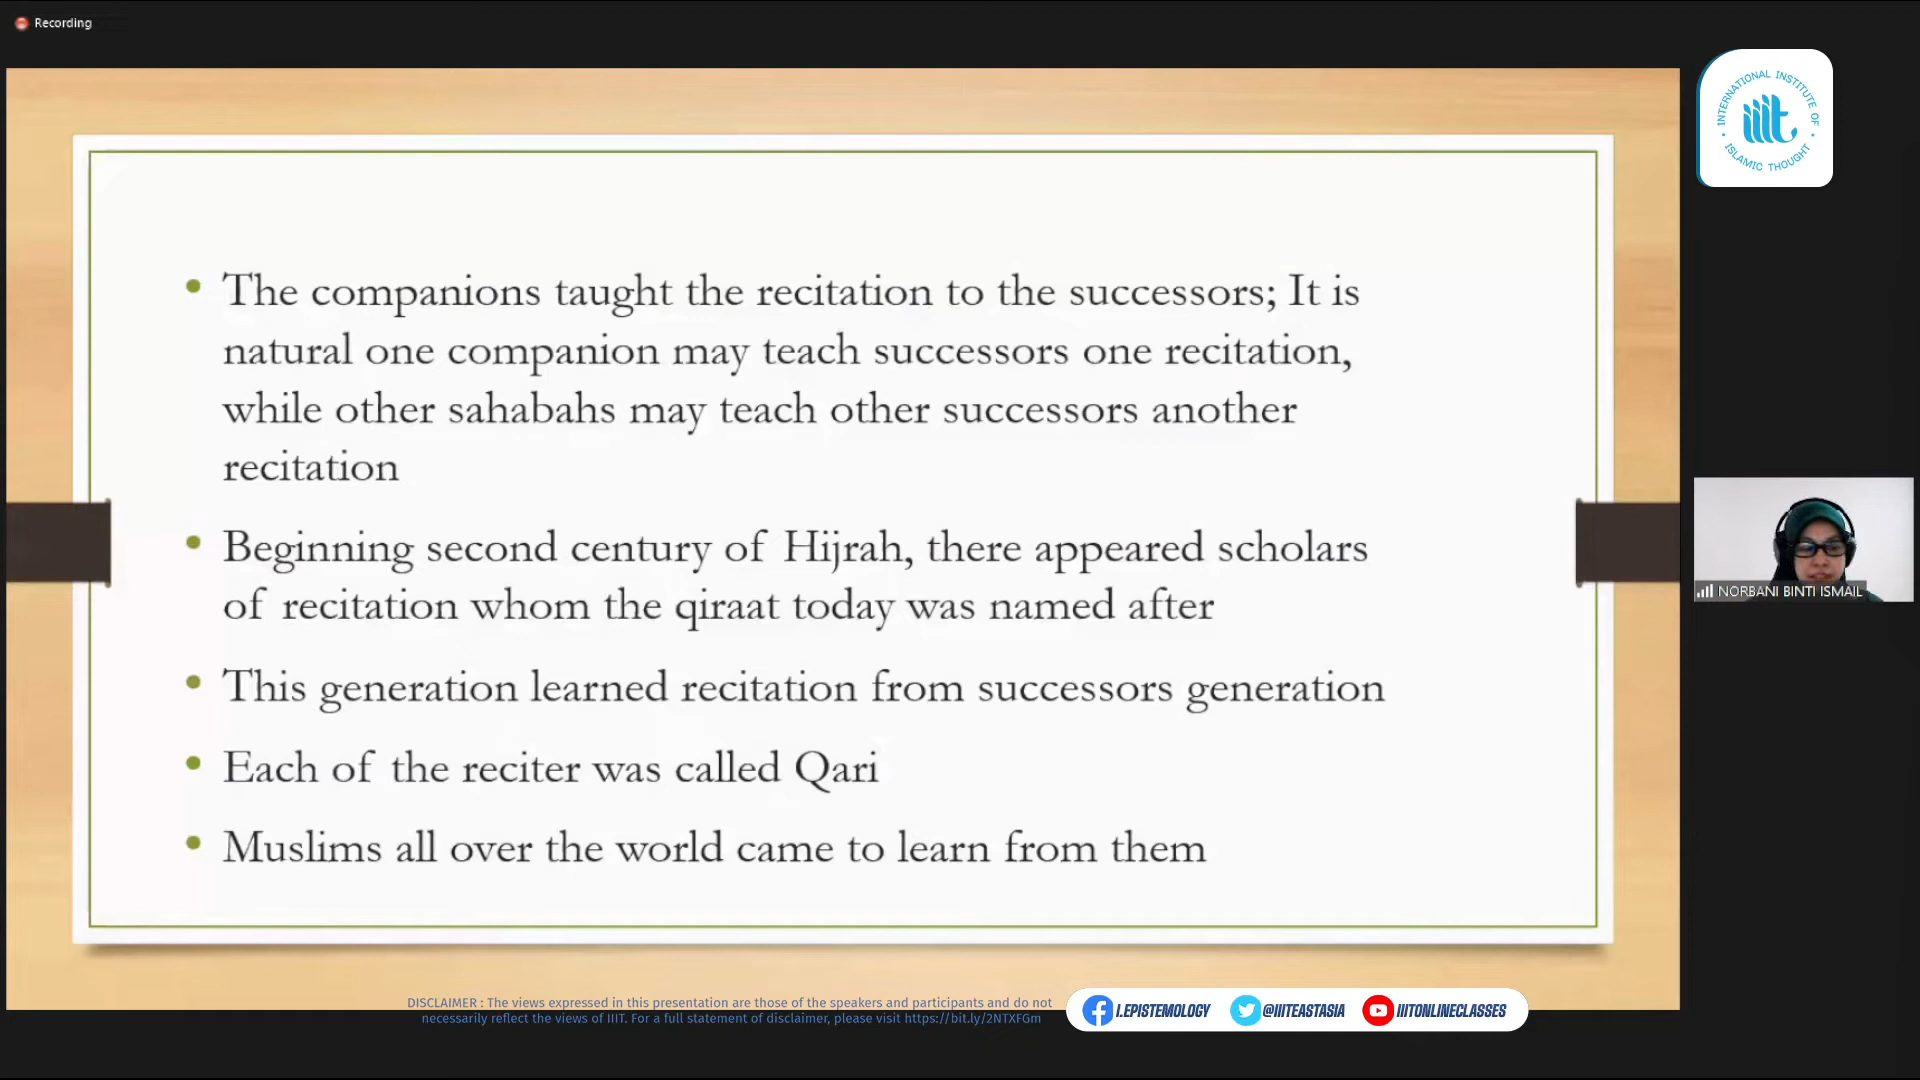 Recording
INTERNATIONAL INSTITUTE OF
iiit
ISLAMIC THOUGHT
• The companions taught the recitation to the successors; It is
natural one companion may teach successors one recitation,
while other sahabahs may teach other successors another
recitation
• Beginning second century of Hijrah, there appeared scholars
of recitation whom the qiraat today was named after
• This generation learned recitation from successors generation
• Each of the reciter was called Qari
• Muslims all over the world came to learn from them
NORBANI BINTI ISMAIL
DISCLAIMER : The views expressed in this presentation are those of the speakers and participants and do not
necessarily reflect the views of IIIT. For a full statement of disclaimer, please visit https://bit.ly/2NTXFGm
I.EPISTEMOLOGY @IIITEASTASIA IIITONLINECLASSES